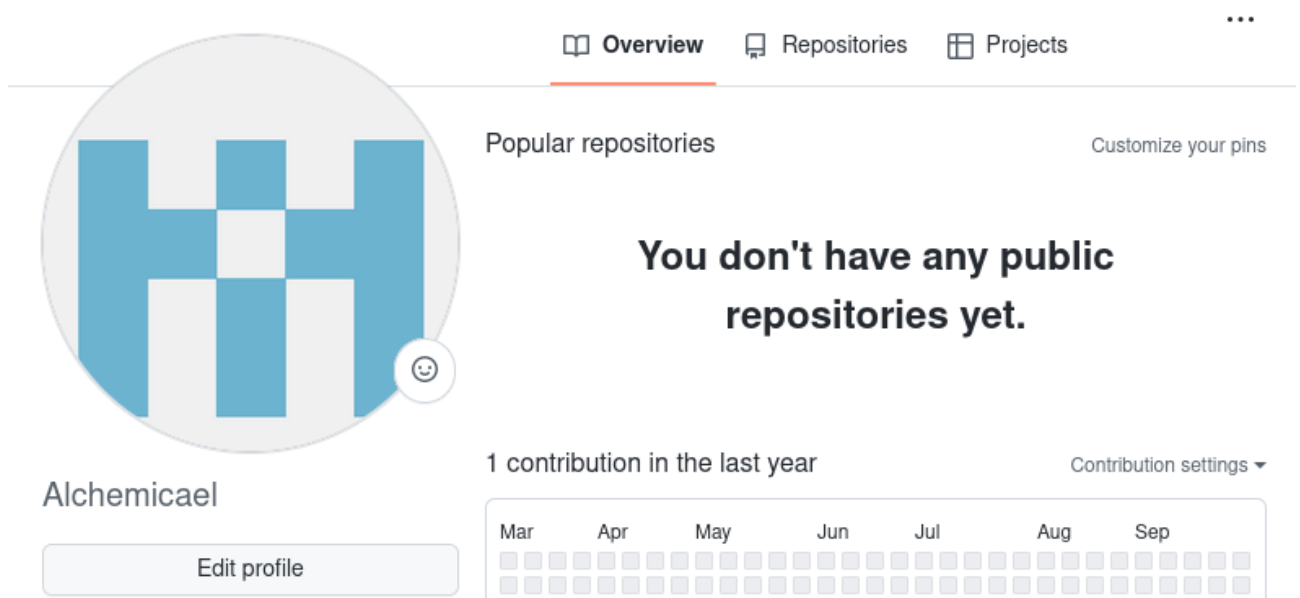 Overview Repositories Projects
Popular repositories Customize your pins
You don't have any public
repositories yet.
1 contribution in the last year Contribution settings
Alchemicael
Edit profile
Mar Apr May Jun Jul Aug Sep